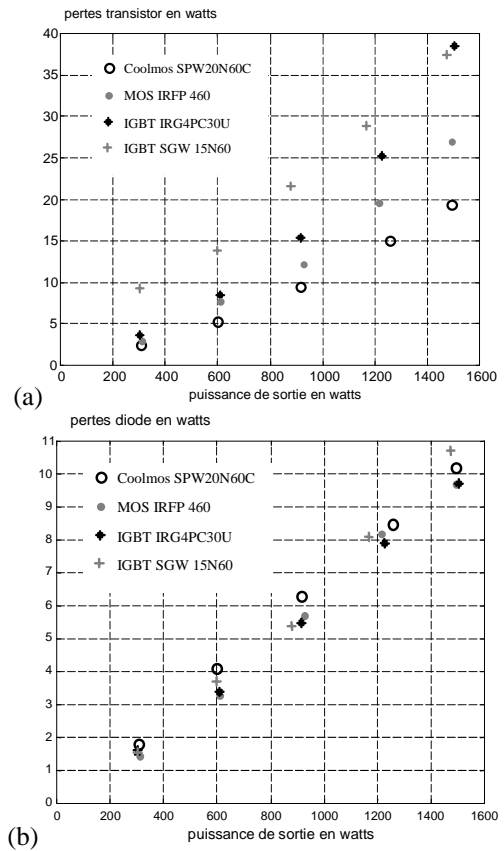 pertes transistor en watts
40
35
30
25
20
15
10
5
0
Coolmos SPW20N60C
MOS IRFP 460
IGBT IRG4PC30U
IGBT SGW 15N60
0 200 400 600 800 1000 1200 1400 1600
puissance de sortie en watts
(a)
pertes diode en watts
11
10
9
8
7
6
5
4
3
2
1
0
Coolmos SPW20N60C
MOS IRFP 460
IGBT IRG4PC30U
IGBT SGW 15N60
0 200 400 600 800 1000 1200 1400 1600
puissance de sortie en watts
(b)